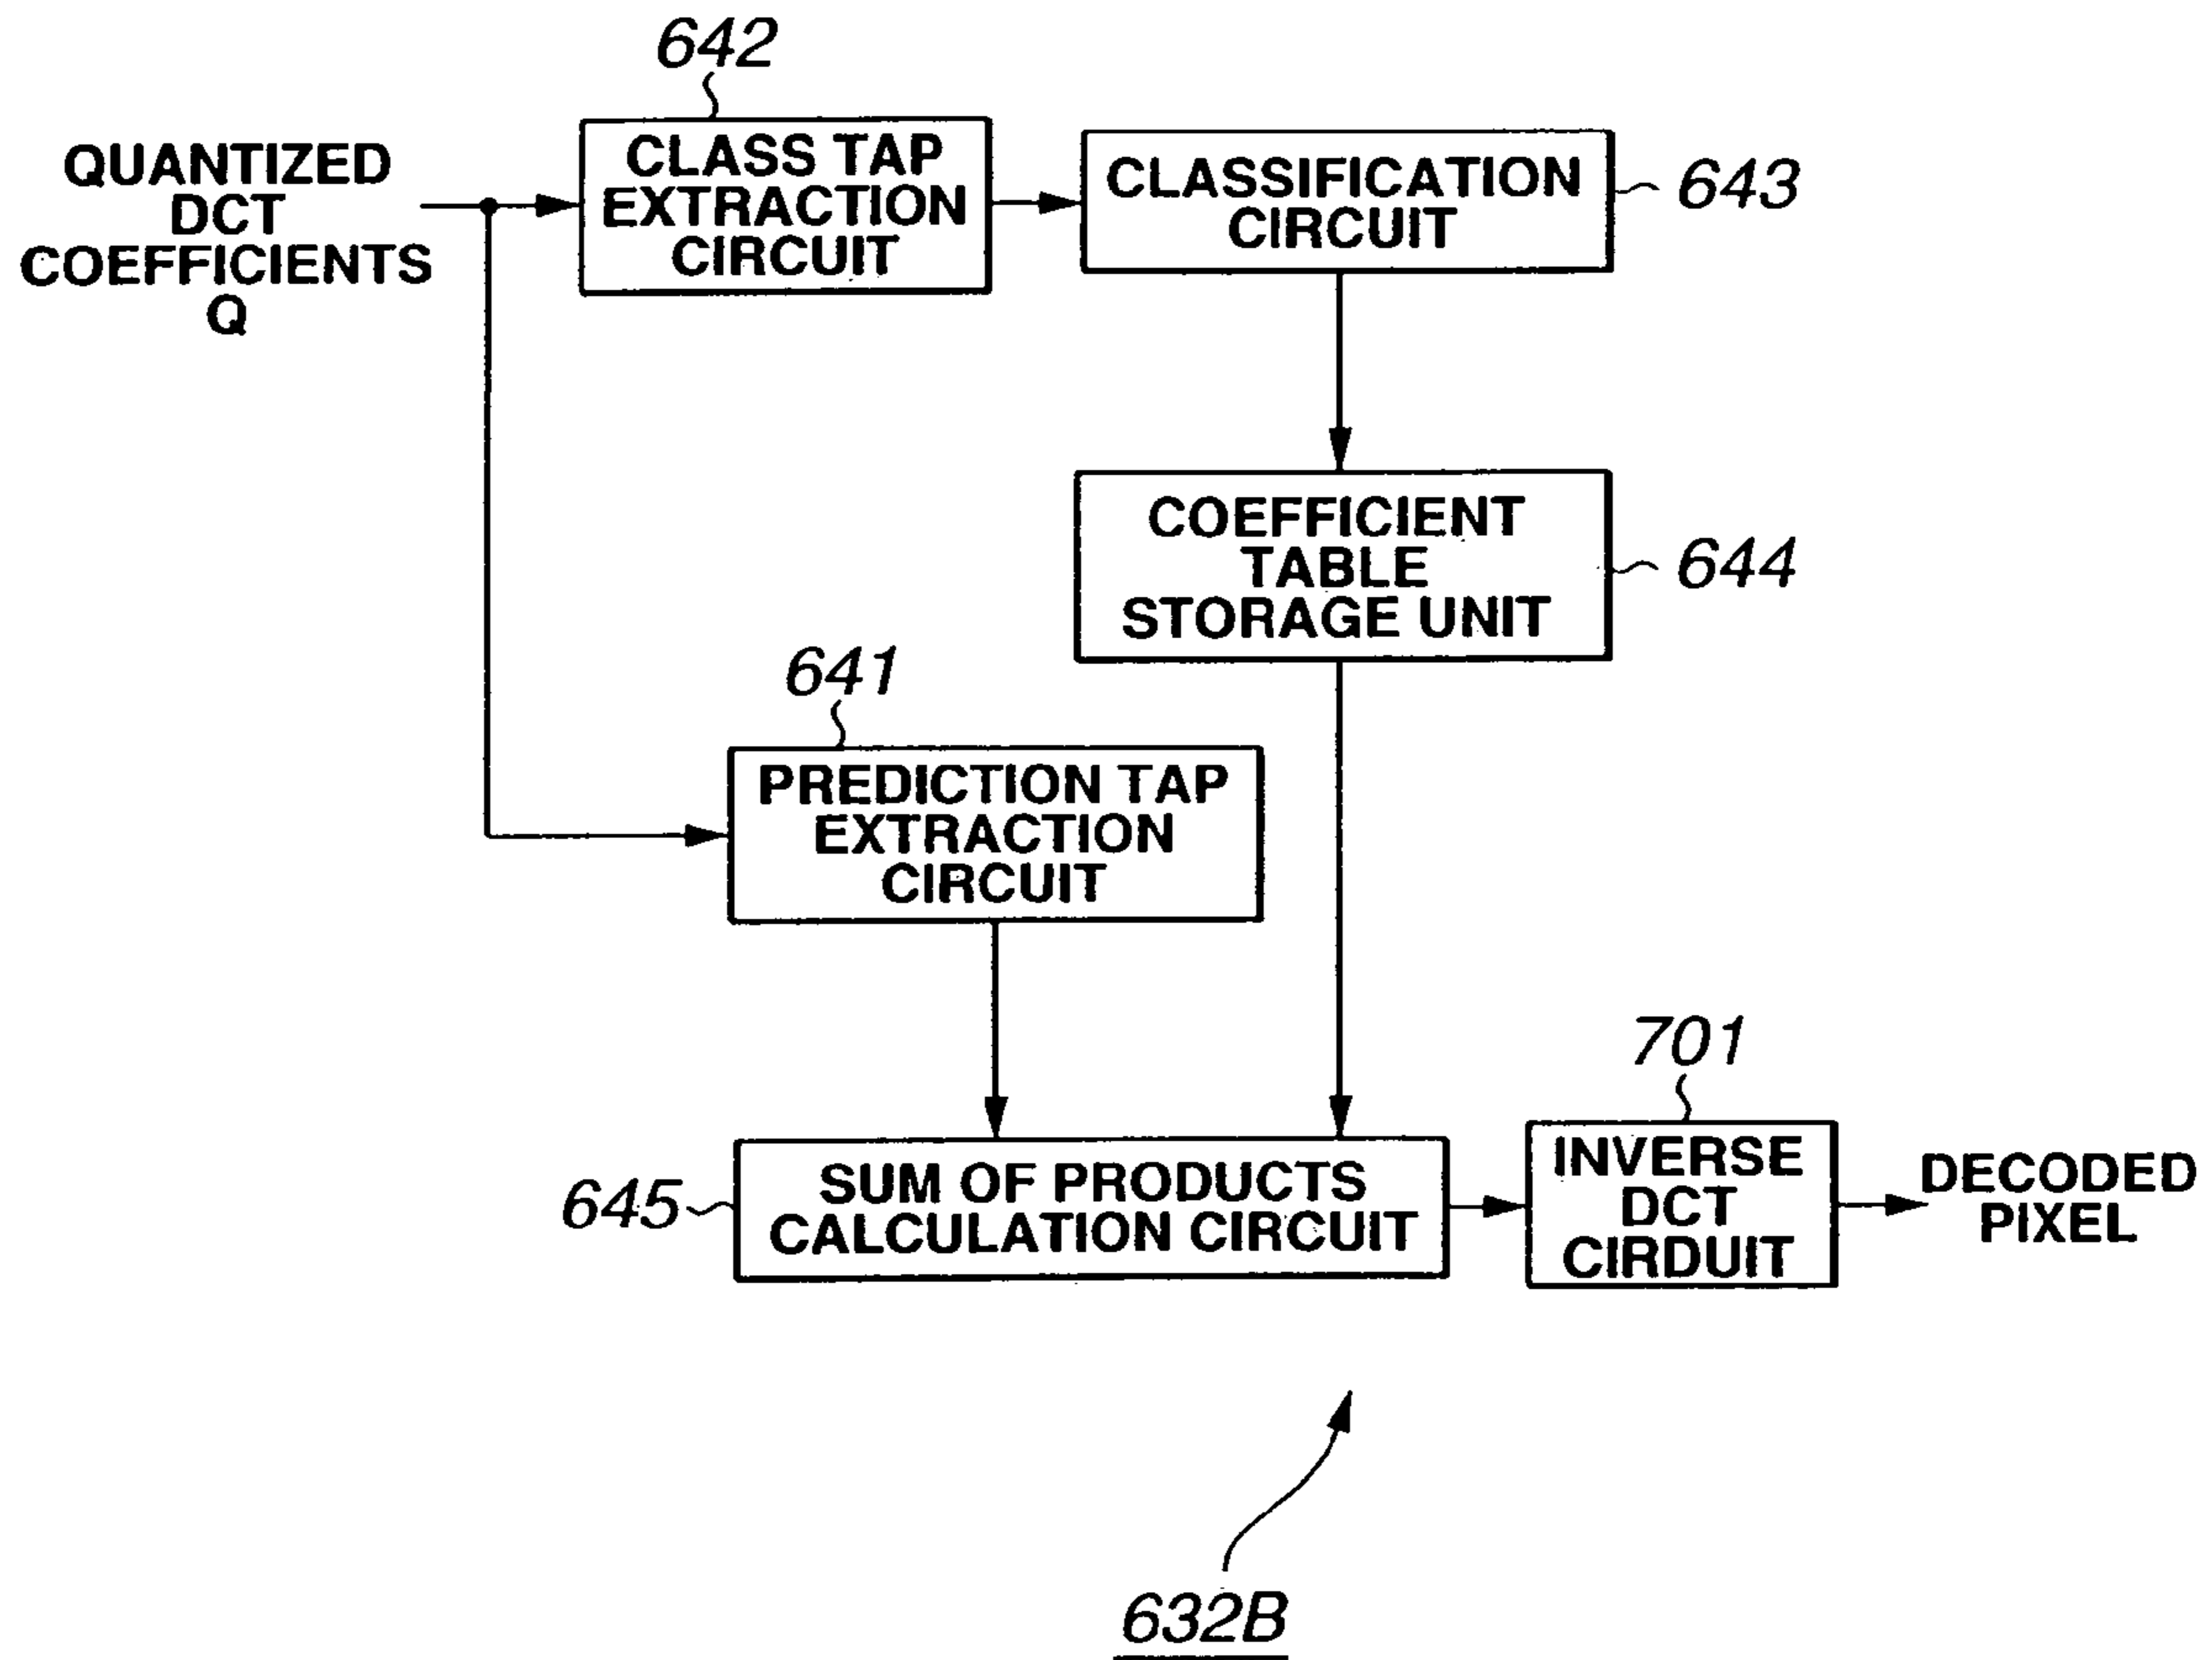 642
QUANTIZED
DCT
COEFFICIENTS
Q
CLASS TAP
EXTRACTION
CIRCUIT
CLASSIFICATION
CIRCUIT
643
COEFFICIENT
TABLE
STORAGE UNIT
644
641
PREDICTION TAP
EXTRACTION
CIRCUIT
645
SUM OF PRODUCTS
CALCULATION CIRCUIT
701
INVERSE
DCT
CIRDUIT
DECODED
PIXEL
632B